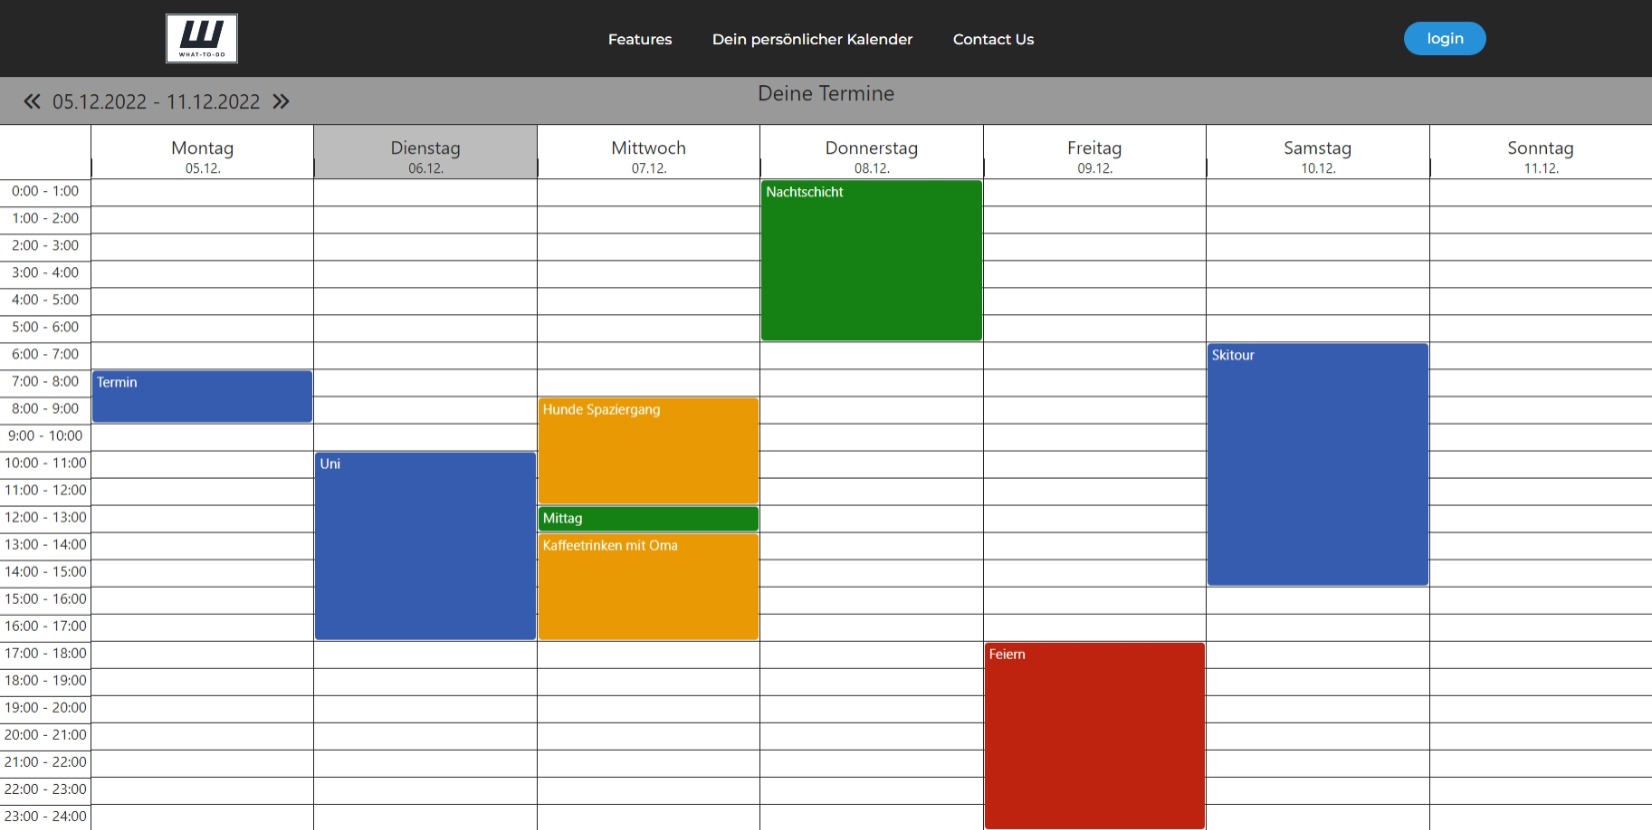 WHAT-TO-DO
Features Dein persönlicher Kalender Contact Us login
05.12.2022 - 11.12.2022 Deine Termine
Montag Dienstag Mittwoch Donnerstag Freitag Samstag Sonntag
05.12. 06.12. 07.12. 08.12. 09.12. 10.12. 11.12.
0:00 - 1:00 Nachtschicht
1:00 - 2:00
2:00 - 3:00
3:00 - 4:00
4:00 - 5:00
5:00 - 6:00
6:00 - 7:00 Skitour
7:00 - 8:00 Termin
8:00 - 9:00 Hunde Spaziergang
9:00 - 10:00
10:00 - 11:00 Uni
11:00 - 12:00
12:00 - 13:00 Mittag
13:00 - 14:00 Kaffeetrinken mit Oma
14:00 - 15:00
15:00 - 16:00
16:00 - 17:00
17:00 - 18:00 Feiern
18:00 - 19:00
19:00 - 20:00
20:00 - 21:00
21:00 - 22:00
22:00 - 23:00
23:00 - 24:00